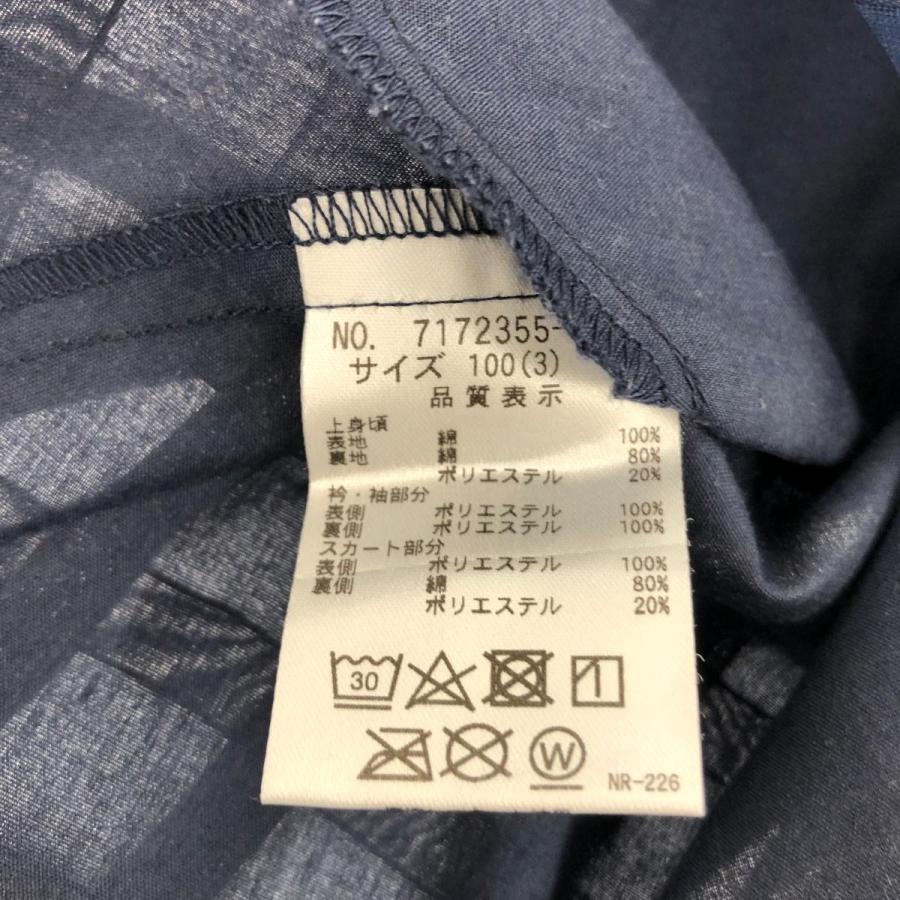 NO. 7172355-
サイズ 100(3)
品質表示
上身頃
表地 綿 100%
裏地 綿 80%
ポリエステル 20%
衿・袖部分
表側 ポリエステル 100%
裏側 ポリエステル 100%
スカート部分
表側 ポリエステル 100%
裏側 綿 80%
ポリエステル 20%
30
W
NR-226